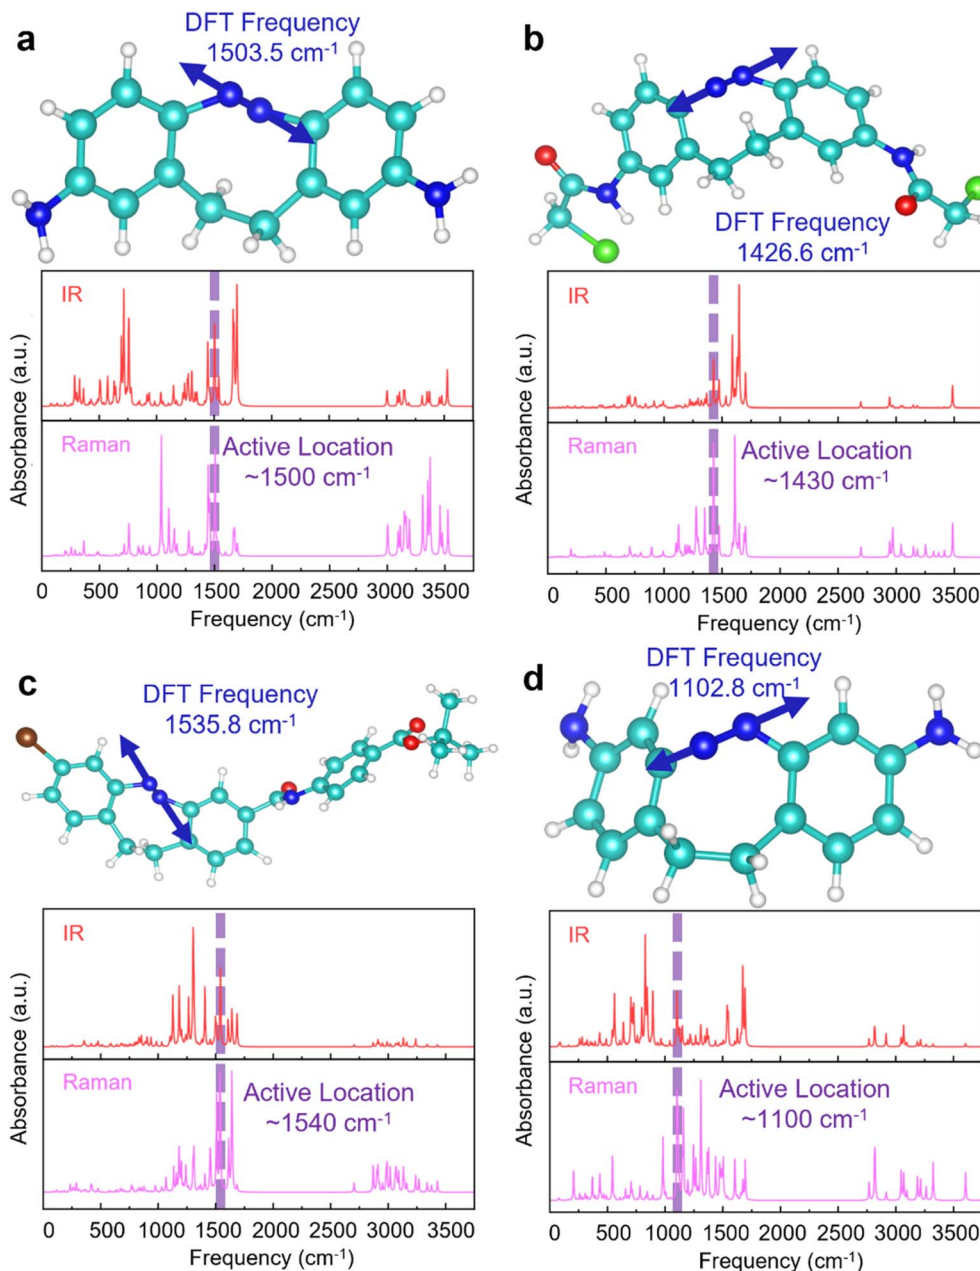 a
DFT Frequency
1503.5 cm⁻¹
IR
Raman
Active Location
~1500 cm⁻¹
Absorbance (a.u.)
0 500 1000 1500 2000 2500 3000 3500
Frequency (cm⁻¹)
b
DFT Frequency
1426.6 cm⁻¹
IR
Raman
Active Location
~1430 cm⁻¹
Absorbance (a.u.)
0 500 1000 1500 2000 2500 3000 3500
Frequency (cm⁻¹)
c
DFT Frequency
1535.8 cm⁻¹
IR
Raman
Active Location
~1540 cm⁻¹
Absorbance (a.u.)
0 500 1000 1500 2000 2500 3000 3500
Frequency (cm⁻¹)
d
DFT Frequency
1102.8 cm⁻¹
IR
Raman
Active Location
~1100 cm⁻¹
Absorbance (a.u.)
0 500 1000 1500 2000 2500 3000 3500
Frequency (cm⁻¹)